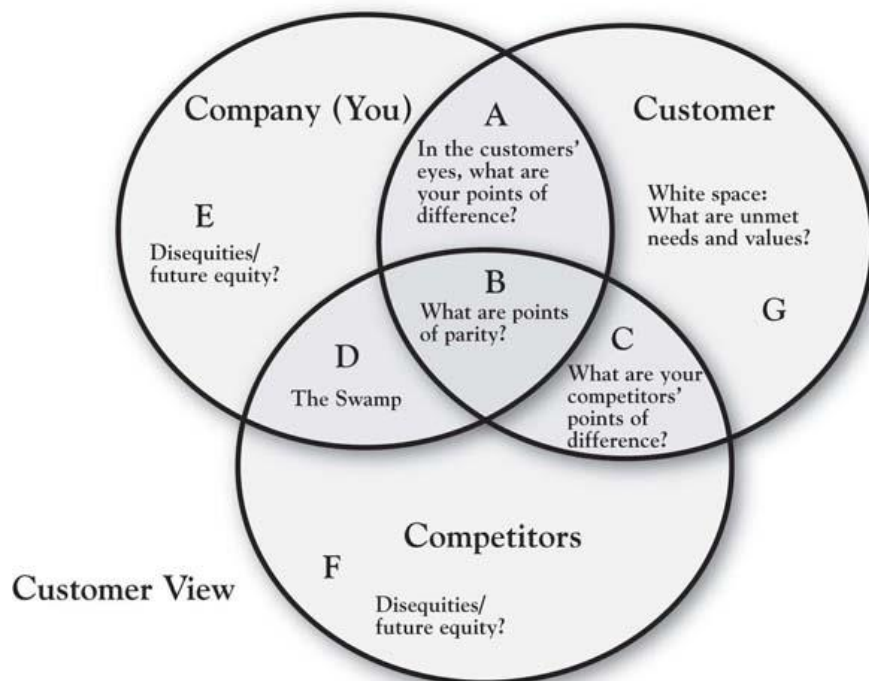 Company (You)
A
In the customers'
eyes, what are
your points of
difference?
Customer
White space:
What are unmet
needs and values?
G
E
Disequities/
future equity?
B
What are points
of parity?
D
The Swamp
C
What are your
competitors'
points of
difference?
Competitors
F
Disequities/
future equity?
Customer View